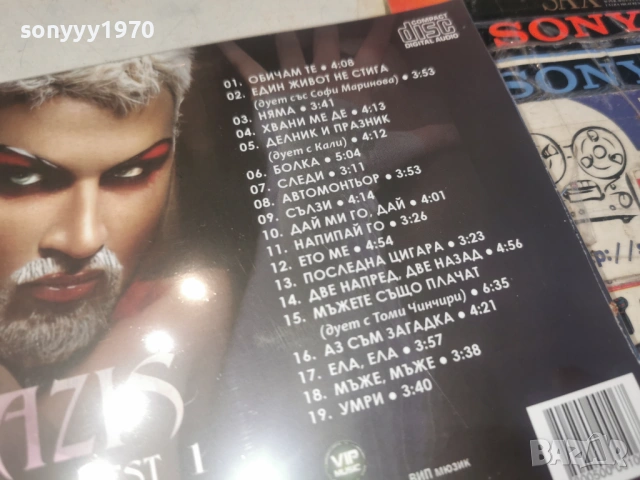 sonyyy1970
COMPACT
disc
DIGITAL AUDIO
SONY
SONY
01. ОБИЧАМ ТЕ • 4:08
02. ЕДИН ЖИВОТ НЕ СТИГА
(дует със Софи Маринова) • 3:53
03. НЯМА • 3:41
04. ХВАНИ МЕ ДЕ • 4:13
05. ДЕЛНИК И ПРАЗНИК
(дует с Кали) • 4:12
06. БОЛКА • 5:04
07. СЛЕДИ • 3:11
08. АВТОМОНТЬОР • 3:53
09. СЪЛЗИ • 4:14
10. ДАЙ МИ ГО, ДАЙ • 4:01
11. НАПИПАЙ ГО • 3:26
12. ЕТО МЕ • 4:54
13. ПОСЛЕДНА ЦИГАРА • 3:23
14. ДВЕ НАПРЕД, ДВЕ НАЗАД • 4:56
15. МЪЖЕТЕ СЪЩО ПЛАЧАТ
(дует с Томи Чинчири) • 6:35
16. АЗ СЪМ ЗАГАДКА • 4:21
17. ЕЛА, ЕЛА • 3:57
18. МЪЖЕ, МЪЖЕ • 3:38
19. УМРИ • 3:40
AZIS
EST 1
VIP
MUSIC
ВИП МЮЗИК
bazar